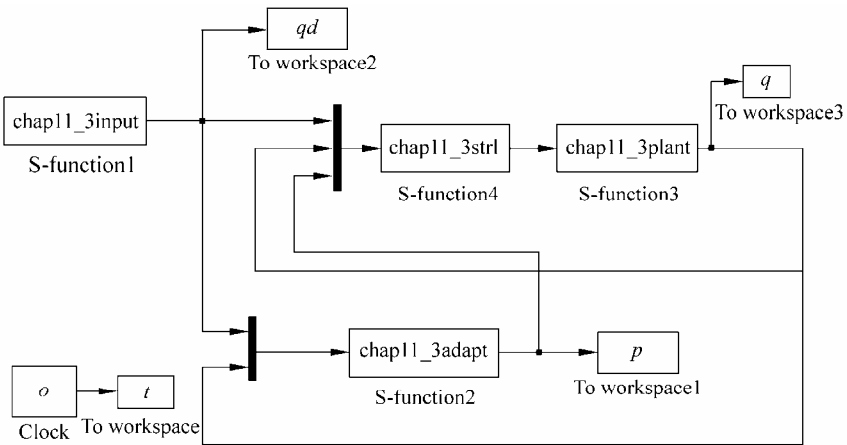 qd
To workspace2
q
To workspace3
chap11_3input
S-function1
chap11_3strl
S-function4
chap11_3plant
S-function3
chap11_3adapt
S-function2
p
To workspace1
o
Clock
t
To workspace